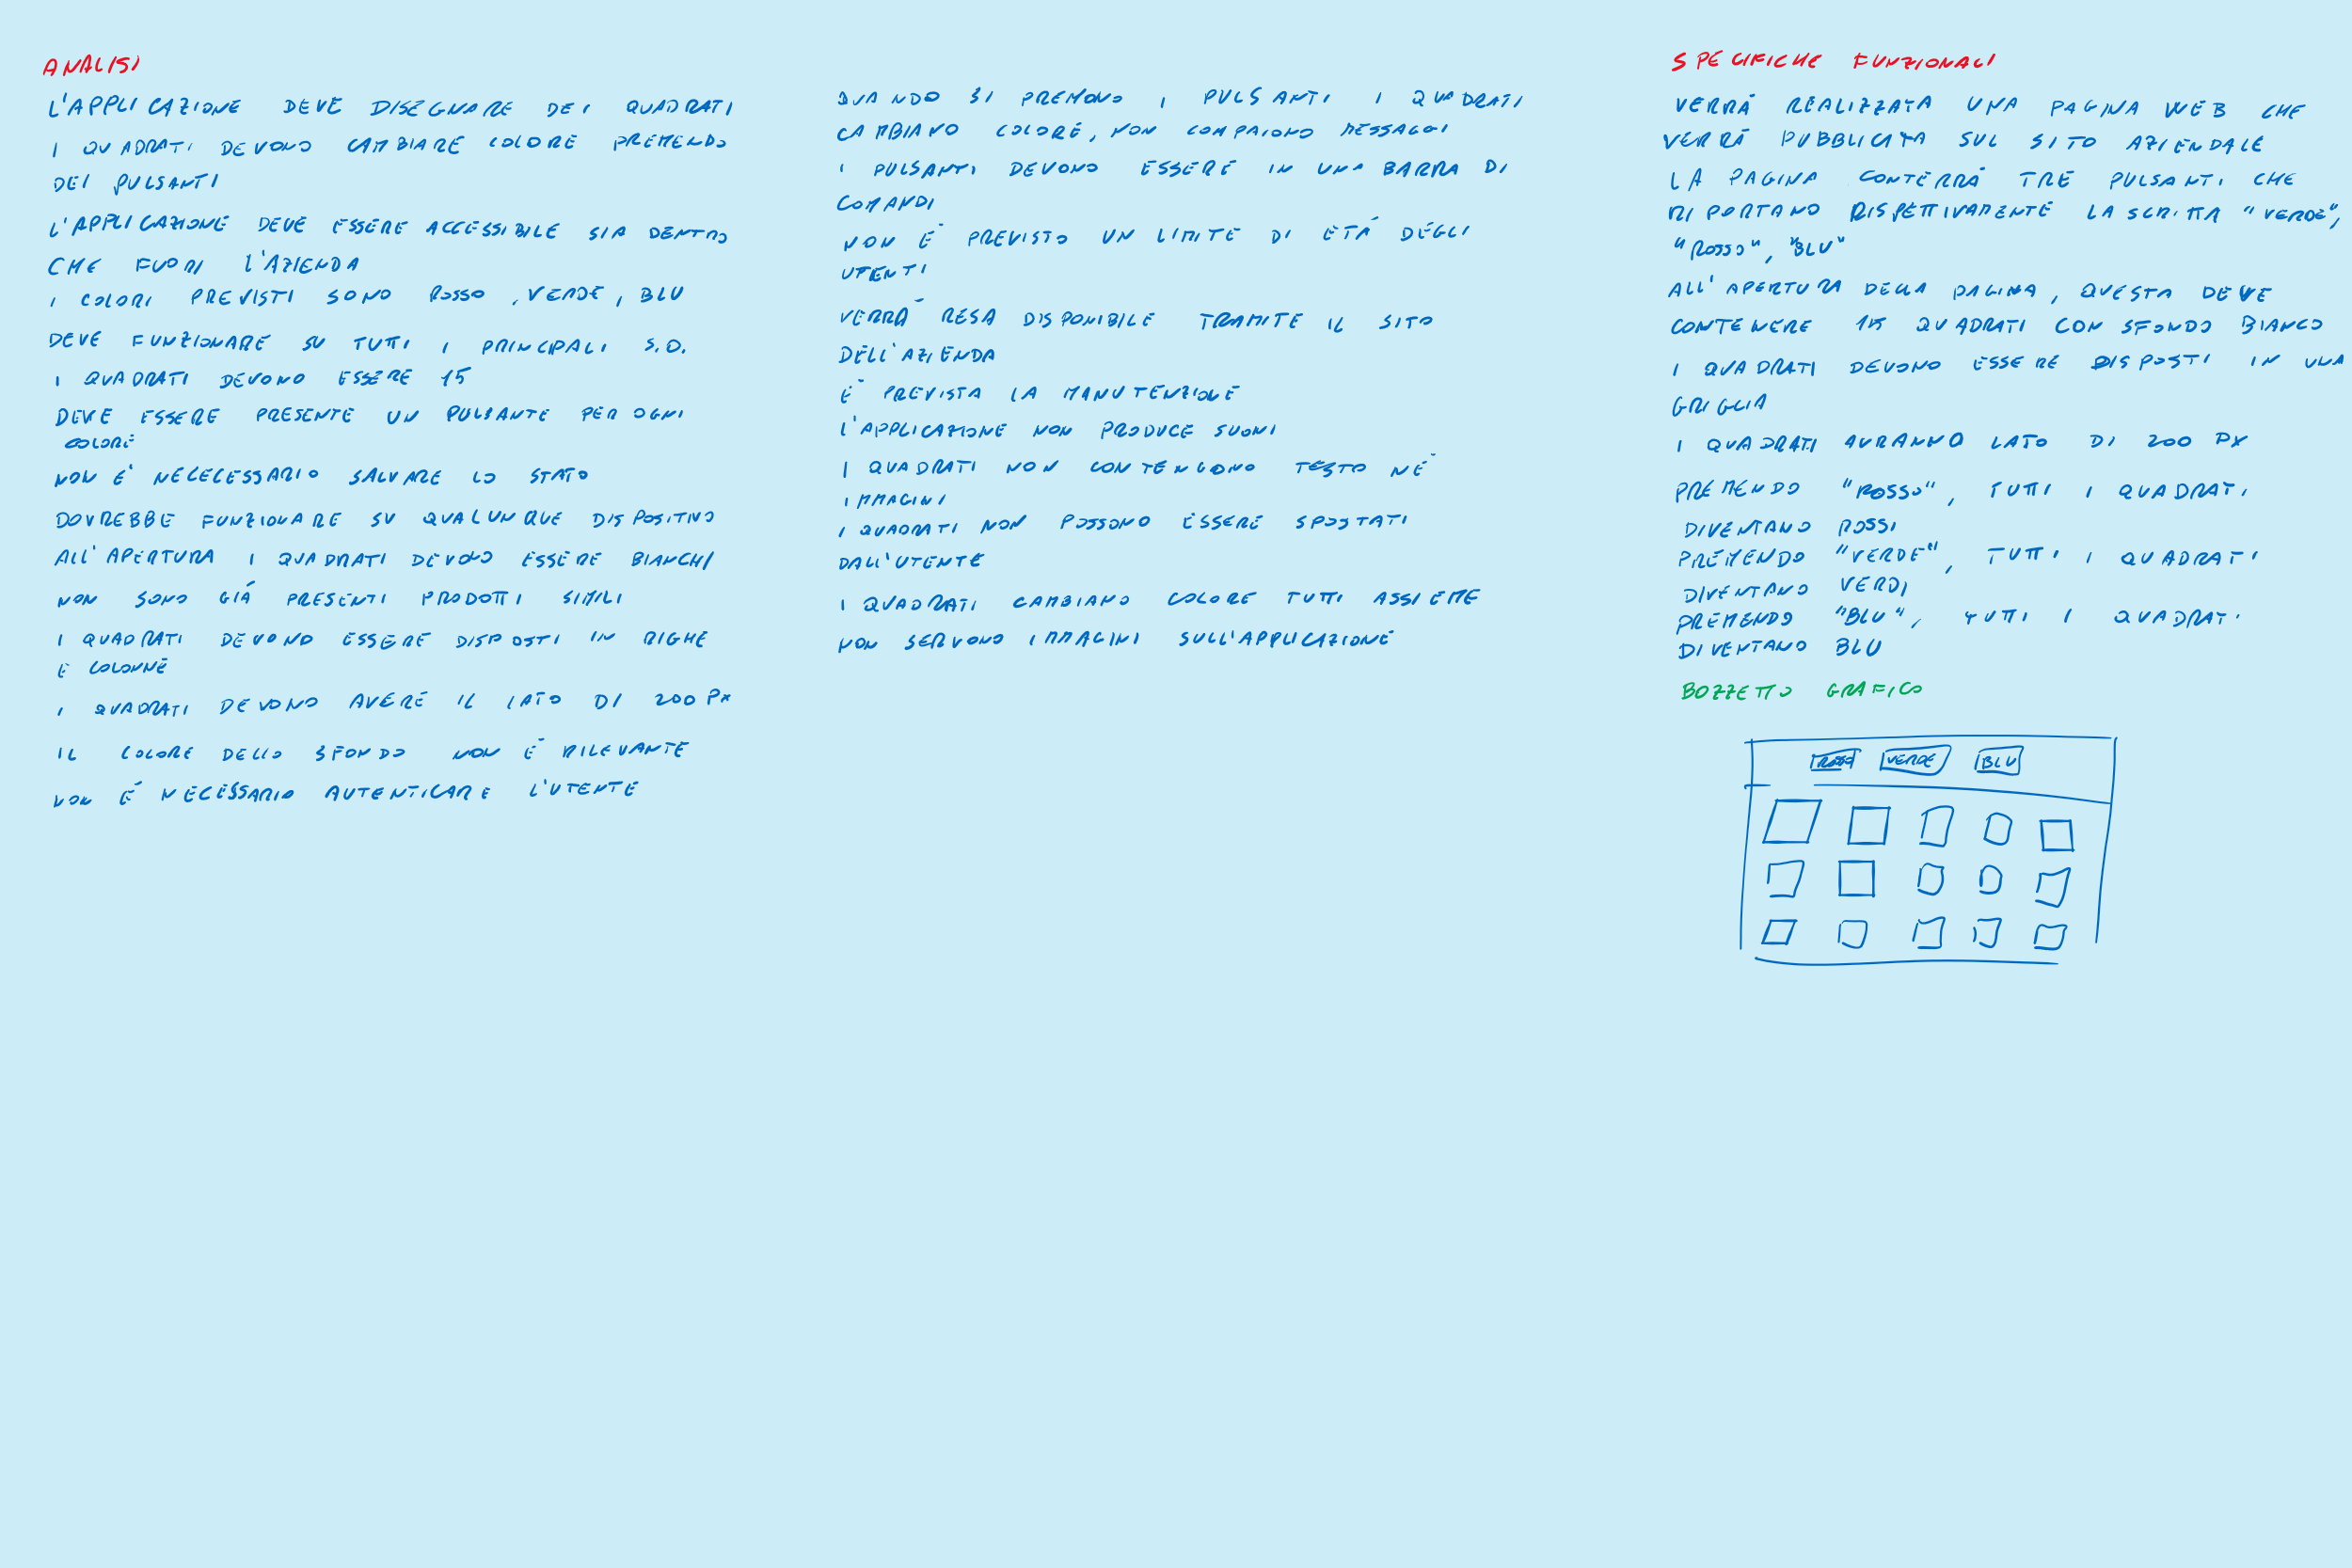 ANALISI
L'APPLICAZIONE DEVE DISEGNARE DEI QUADRATI
I QUADRATI DEVONO CAMBIARE COLORE PREMENDO
DEI PULSANTI
L'APPLICAZIONE DEVE ESSERE ACCESSIBILE SIA DENTRO
CHE FUORI L'AZIENDA
I COLORI PREVISTI SONO ROSSO, VERDE, BLU
DEVE FUNZIONARE SU TUTTI I PRINCIPALI S.O.
I QUADRATI DEVONO ESSERE 15
DEVE ESSERE PRESENTE UN PULSANTE PER OGNI
COLORE
NON É NECECESSARIO SALVARE LO STATO
DOVREBBE FUNZIONARE SU QUALUNQUE DISPOSITIVO
ALL'APERTURA I QUADRATI DEVONO ESSERE BIANCHI
NON SONO GIÁ PRESENTI PRODOTTI SIMILI
I QUADRATI DEVONO ESSERE DISPOSTI IN RIGHE
E COLONNE
I QUADRATI DEVONO AVERE IL LATO DI 200 PX
IL COLORE DELLO SFONDO NON É RILEVANTE
NON É NECESSARIO AUTENTICARE L'UTENTE
QUANDO SI PREMONO I PULSANTI I QUADRATI
CAMBIANO COLORE, NON COMPAIONO MESSAGGI
I PULSANTI DEVONO ESSERE IN UNA BARRA DI
COMANDI
NON É PREVISTO UN LIMITE DI ETÁ DEGLI
UTENTI
VERRÁ RESA DISPONIBILE TRAMITE IL SITO
DELL'AZIENDA
É PREVISTA LA MANUTENZIONE
L'APPLICAZIONE NON PRODUCE SUONI
I QUADRATI NON CONTENGONO TESTO NÉ
IMMAGINI
I QUADRATI NON POSSONO ESSERE SPOSTATI
DALL'UTENTE
I QUADRATI CAMBIANO COLORE TUTTI ASSIEME
NON SERVONO IMMAGINI SULL'APPLICAZIONE
SPECIFICHE FUNZIONALI
VERRÁ REALIZZATA UNA PAGINA WEB CHE
VERRÁ PUBBLICATA SUL SITO AZIENDALE
LA PAGINA CONTERRÁ TRE PULSANTI CHE
RIPORTANO RISPETTIVAMENTE LA SCRITTA "VERDE",
"ROSSO", "BLU"
ALL'APERTURA DELLA PAGINA, QUESTA DEVE
CONTENERE 15 QUADRATI CON SFONDO BIANCO
I QUADRATI DEVONO ESSERE DISPOSTI IN UNA
GRIGLIA
I QUADRATI AVRANNO LATO DI 200 PX
PREMENDO "ROSSO", TUTTI I QUADRATI
DIVENTANO ROSSI
PREMENDO "VERDE", TUTTI I QUADRATI
DIVENTANO VERDI
PREMENDO "BLU", TUTTI I QUADRATI
DIVENTANO BLU
BOZZETTO GRAFICO
ROSSO VERDE BLU